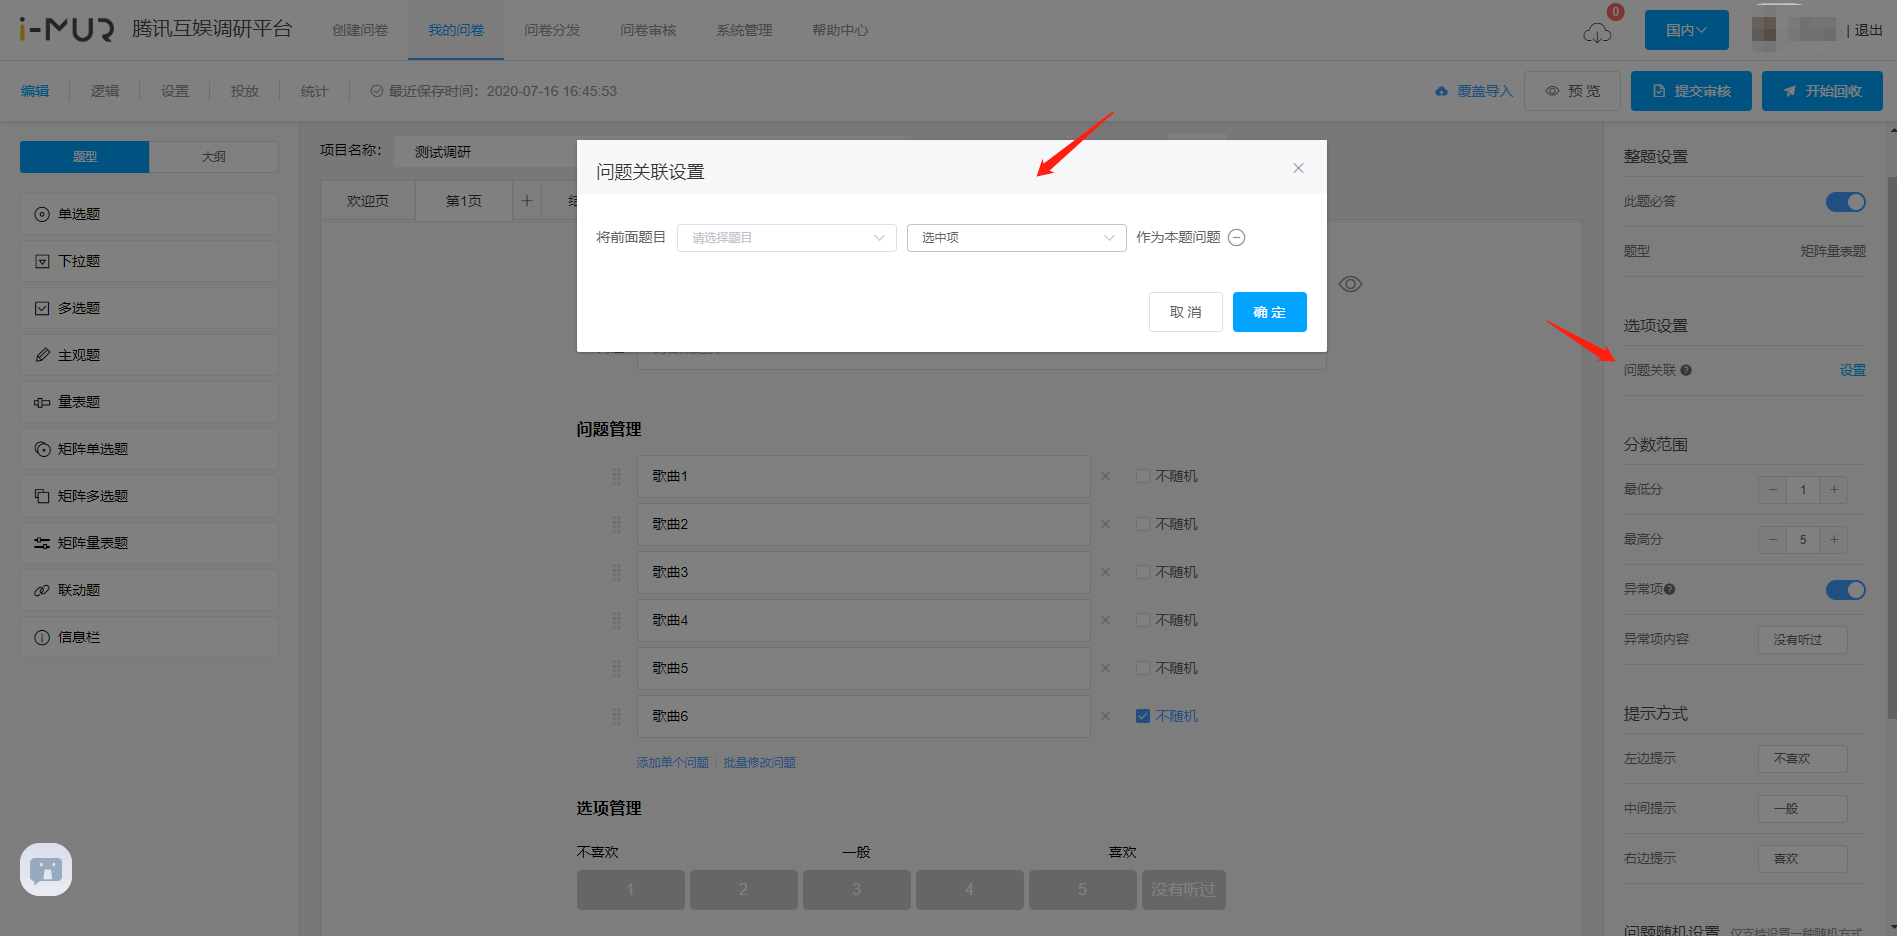 i-MUR 腾讯互娱调研平台 创建问卷 我的问卷 问卷分发 问卷审核 系统管理 帮助中心 0 国内 | 退出
编辑 逻辑 设置 投放 统计 最近保存时间：2020-07-16 16:45:53 覆盖导入 预 览 提交审核 开始回收
题型 大纲
单选题
下拉题
多选题
主观题
量表题
矩阵单选题
矩阵多选题
矩阵量表题
联动题
信息栏
项目名称： 测试调研
欢迎页 第1页 +
问题关联设置
将前面题目 请选择题目 选中项 作为本题问题
取 消 确 定
问题管理
歌曲1 不随机
歌曲2 不随机
歌曲3 不随机
歌曲4 不随机
歌曲5 不随机
歌曲6 不随机
添加单个问题 | 批量修改问题
选项管理
不喜欢 一般 喜欢
1 2 3 4 5 没有听过
整题设置
此题必答
题型 矩阵量表题
选项设置
问题关联 设置
分数范围
最低分 − 1 +
最高分 − 5 +
异常项
异常项内容 没有听过
提示方式
左边提示 不喜欢
中间提示 一般
右边提示 喜欢
问题随机设置 仅支持设置一种随机方式